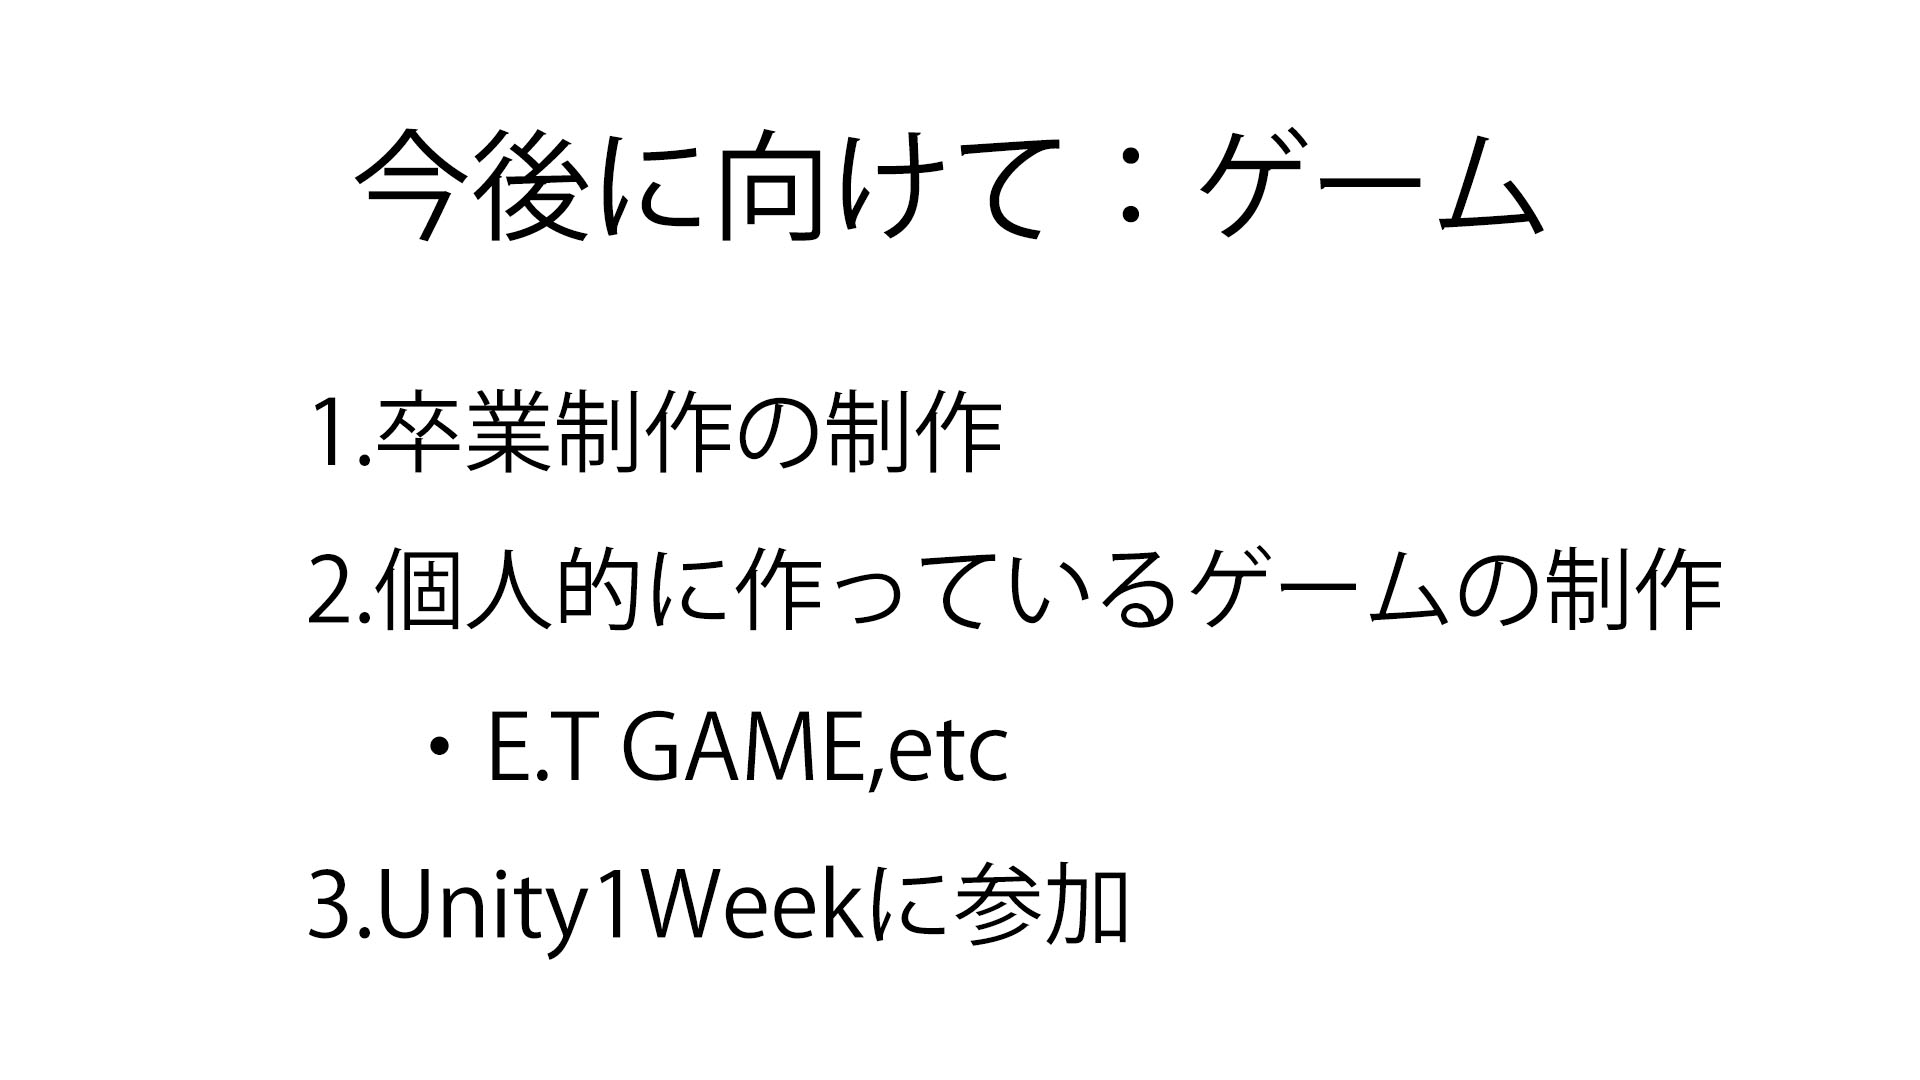 今後に向けて：ゲーム
1.卒業制作の制作
2.個人的に作っているゲームの制作
・E.T GAME,etc
3.Unity1Weekに参加